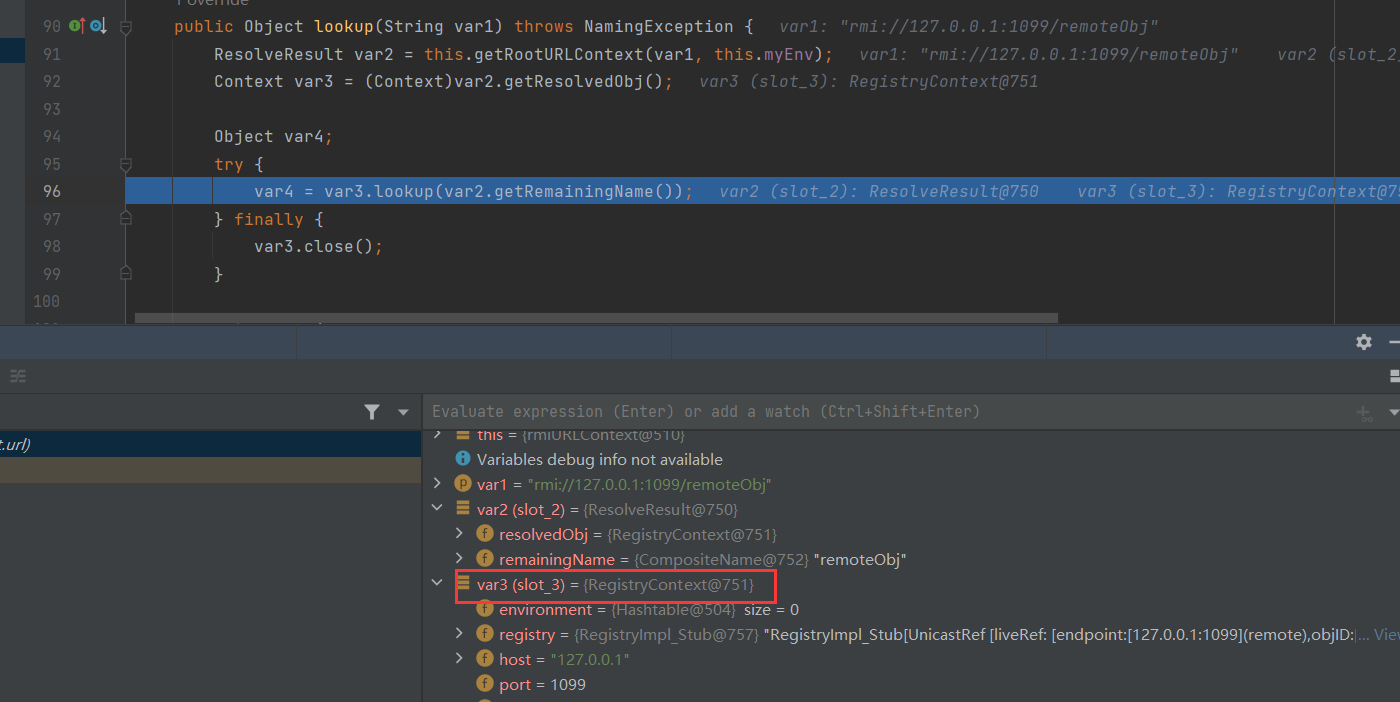 90 public Object lookup(String var1) throws NamingException { var1: "rmi://127.0.0.1:1099/remoteObj"
91 ResolveResult var2 = this.getRootURLContext(var1, this.myEnv); var1: "rmi://127.0.0.1:1099/remoteObj" var2 (slot_2)
92 Context var3 = (Context)var2.getResolvedObj(); var3 (slot_3): RegistryContext@751
93
94 Object var4;
95 try {
96 var4 = var3.lookup(var2.getRemainingName()); var2 (slot_2): ResolveResult@750 var3 (slot_3): RegistryContext@75
97 } finally {
98 var3.close();
99 }
100
Evaluate expression (Enter) or add a watch (Ctrl+Shift+Enter)
t.url)
this = {rmiURLContext@510}
Variables debug info not available
var1 = "rmi://127.0.0.1:1099/remoteObj"
var2 (slot_2) = {ResolveResult@750}
resolvedObj = {RegistryContext@751}
remainingName = {CompositeName@752} "remoteObj"
var3 (slot_3) = {RegistryContext@751}
environment = {Hashtable@504} size = 0
registry = {RegistryImpl_Stub@757} "RegistryImpl_Stub[UnicastRef [liveRef: [endpoint:[127.0.0.1:1099](remote),objID:[... View
host = "127.0.0.1"
port = 1099